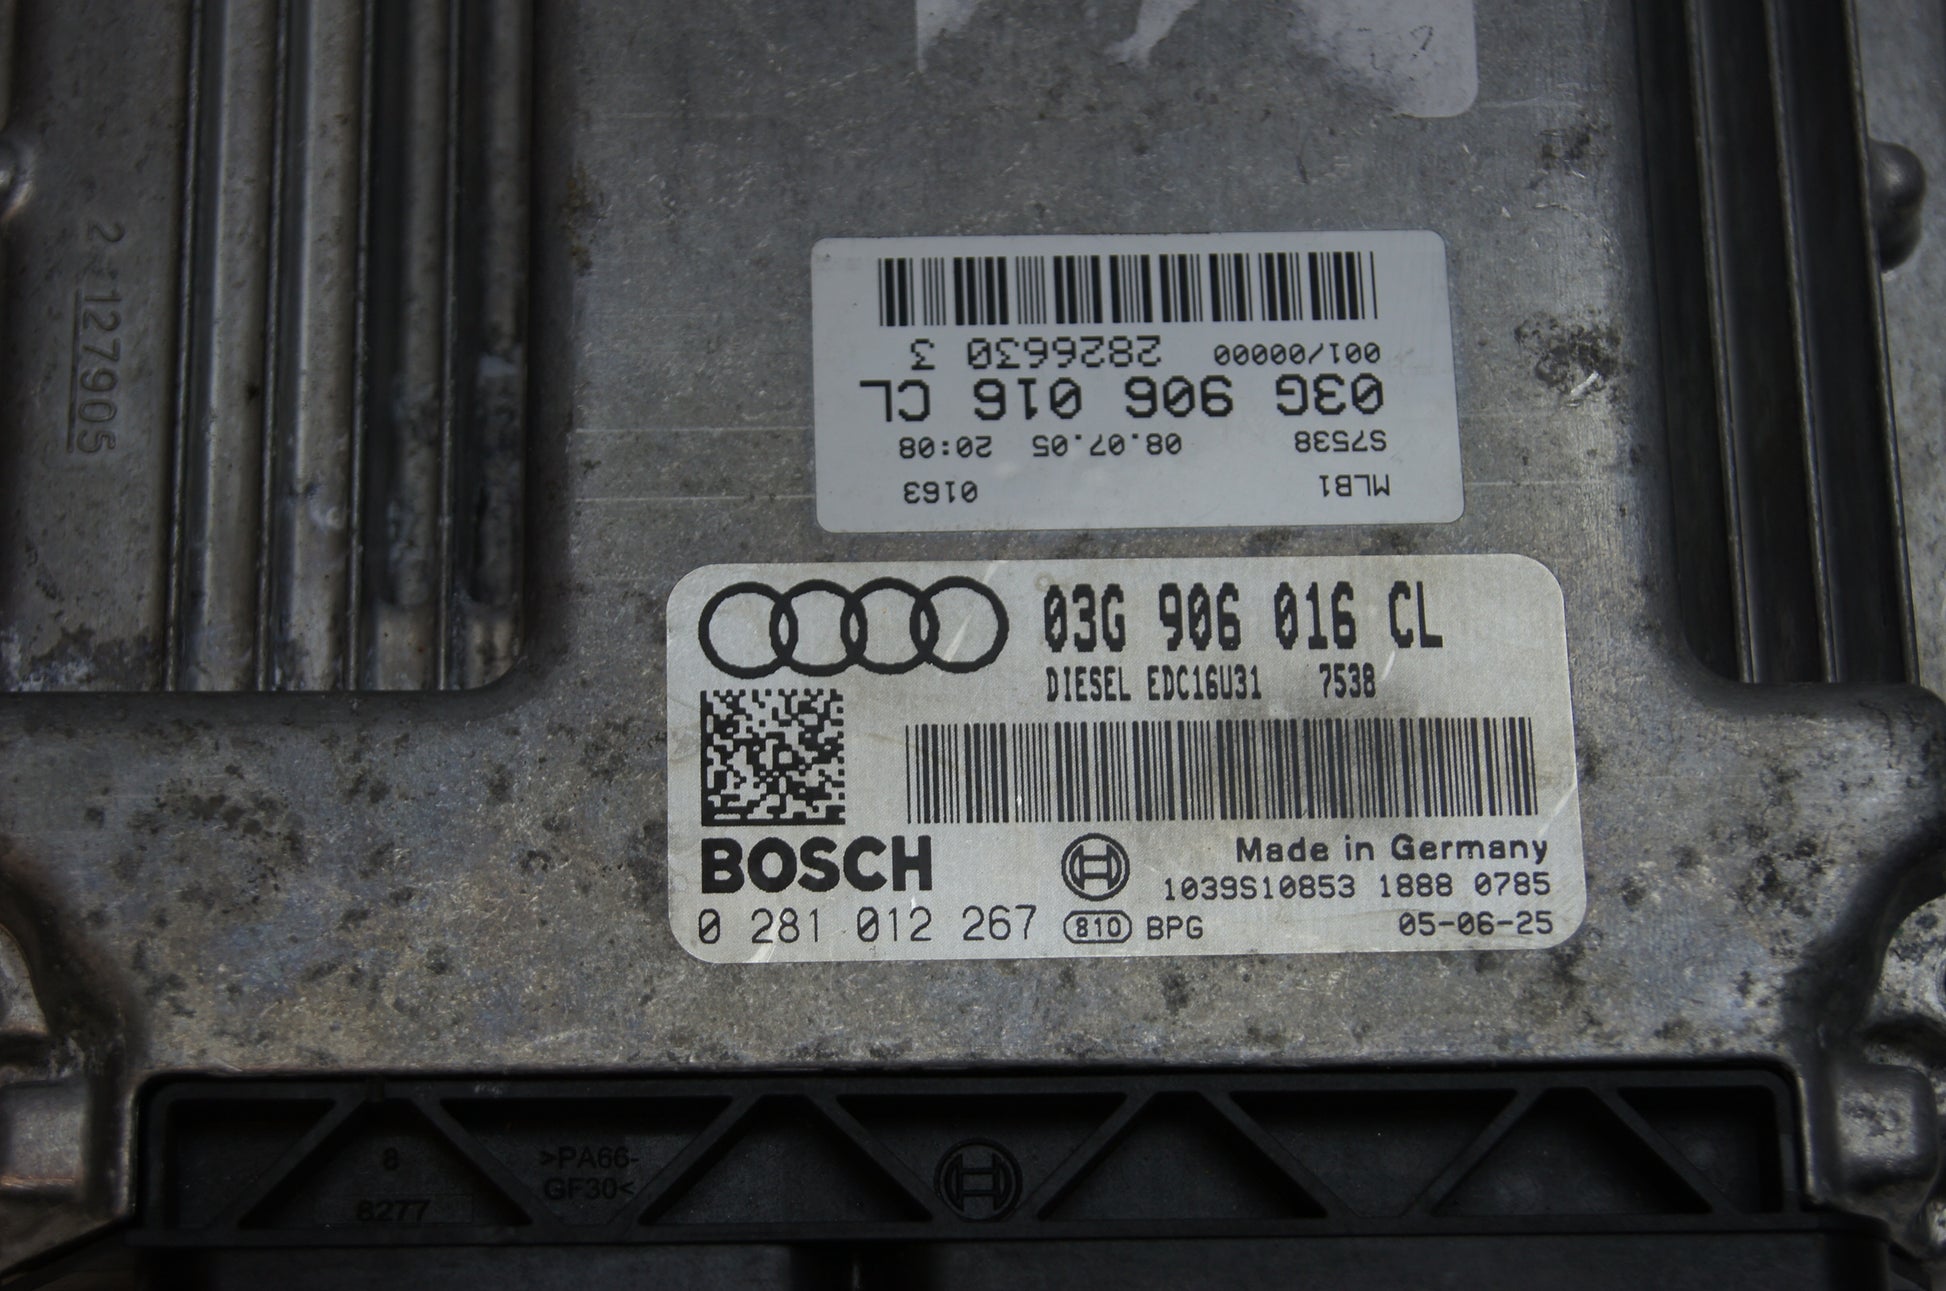 2 127905
001/00000 2826630 3
03G 906 016 CL
S7538 08.07.05 20:08
MLB1 0163
03G 906 016 CL
DIESEL EDC16U31 7538
BOSCH
Made in Germany
1039S10853 1888 0785
0 281 012 267 810 BPG 05-06-25
8
>PA66-
GF30<
8277